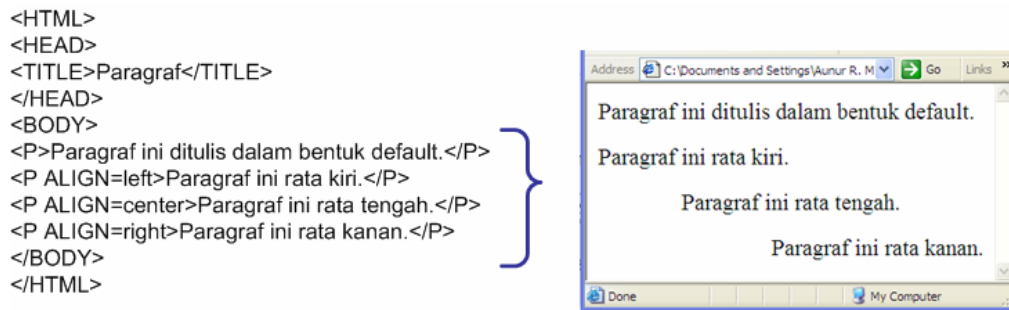 <HTML>
<HEAD>
<TITLE>Paragraf</TITLE>
</HEAD>
<BODY>
<P>Paragraf ini ditulis dalam bentuk default.</P>
<P ALIGN=left>Paragraf ini rata kiri.</P>
<P ALIGN=center>Paragraf ini rata tengah.</P>
<P ALIGN=right>Paragraf ini rata kanan.</P>
</BODY>
</HTML>
Address C:\Documents and Settings\Aunur R. M Go Links »
Paragraf ini ditulis dalam bentuk default.
Paragraf ini rata kiri.
Paragraf ini rata tengah.
Paragraf ini rata kanan.
Done My Computer